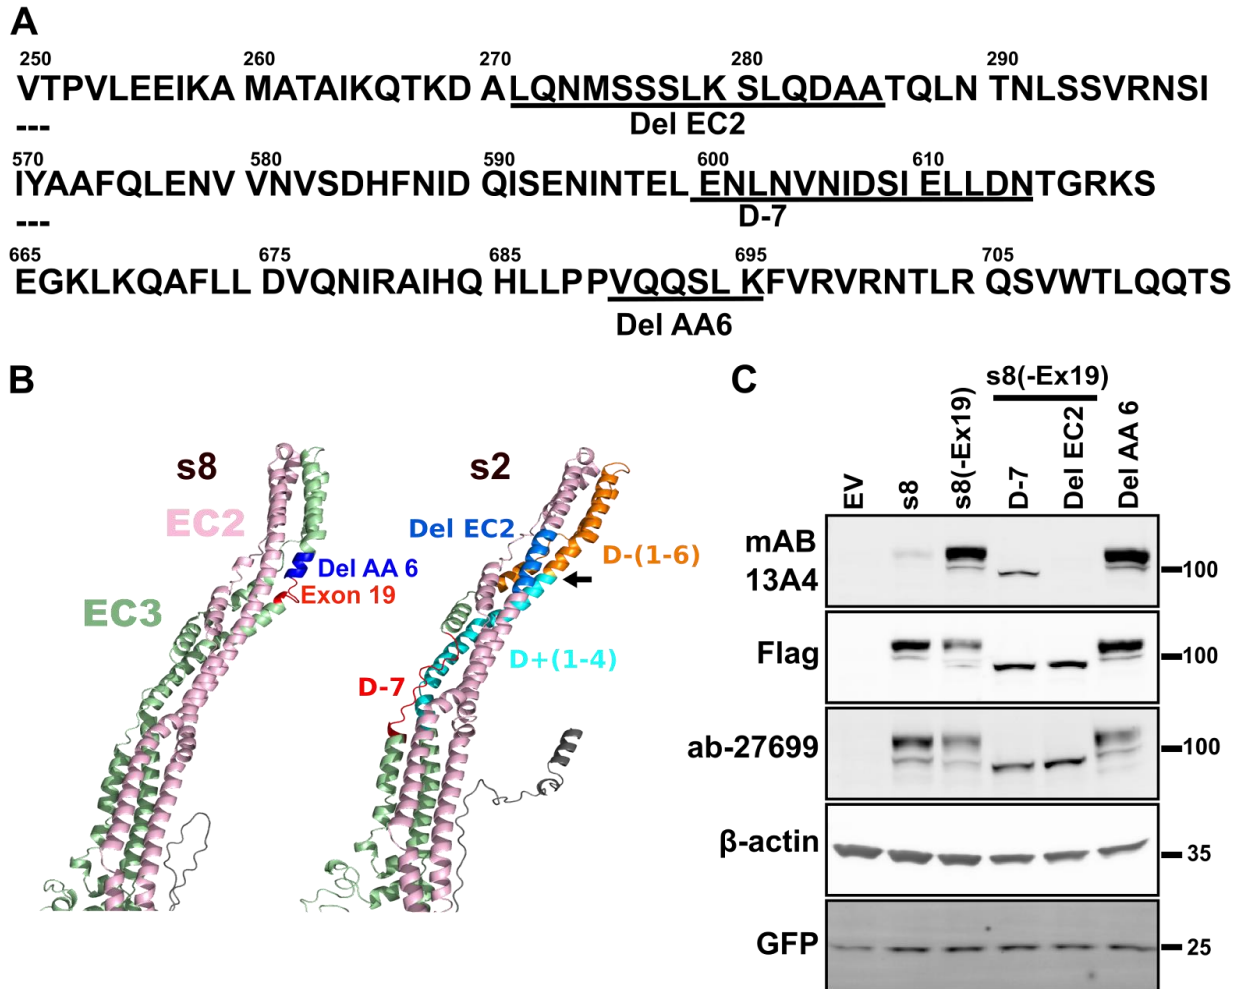 A
250 260 270 280 290
VTPVLEEIKA MATAIKQTKD ALQNMSSSLK SLQDAATQLN TNLSSVRNSI
Del EC2
---
570 580 590 600 610
IYAAFQLENV VNVSDHFNID QISENINTEL ENLNVNIDSI ELLDNTGRKS
D-7
---
665 675 685 695 705
EGKLKQAFLL DVQNIRAIHQ HLLPPVQQSL KFVRVRNTLR QSVWTLQQTS
Del AA6
B
s8
EC2
Del AA 6
Exon 19
EC3
s2
Del EC2
D-(1-6)
D+(1-4)
D-7
C
s8(-Ex19)
EV
s8
s8(-Ex19)
D-7
Del EC2
Del AA 6
mAB
13A4
100
Flag
100
ab-27699
100
β-actin
35
GFP
25